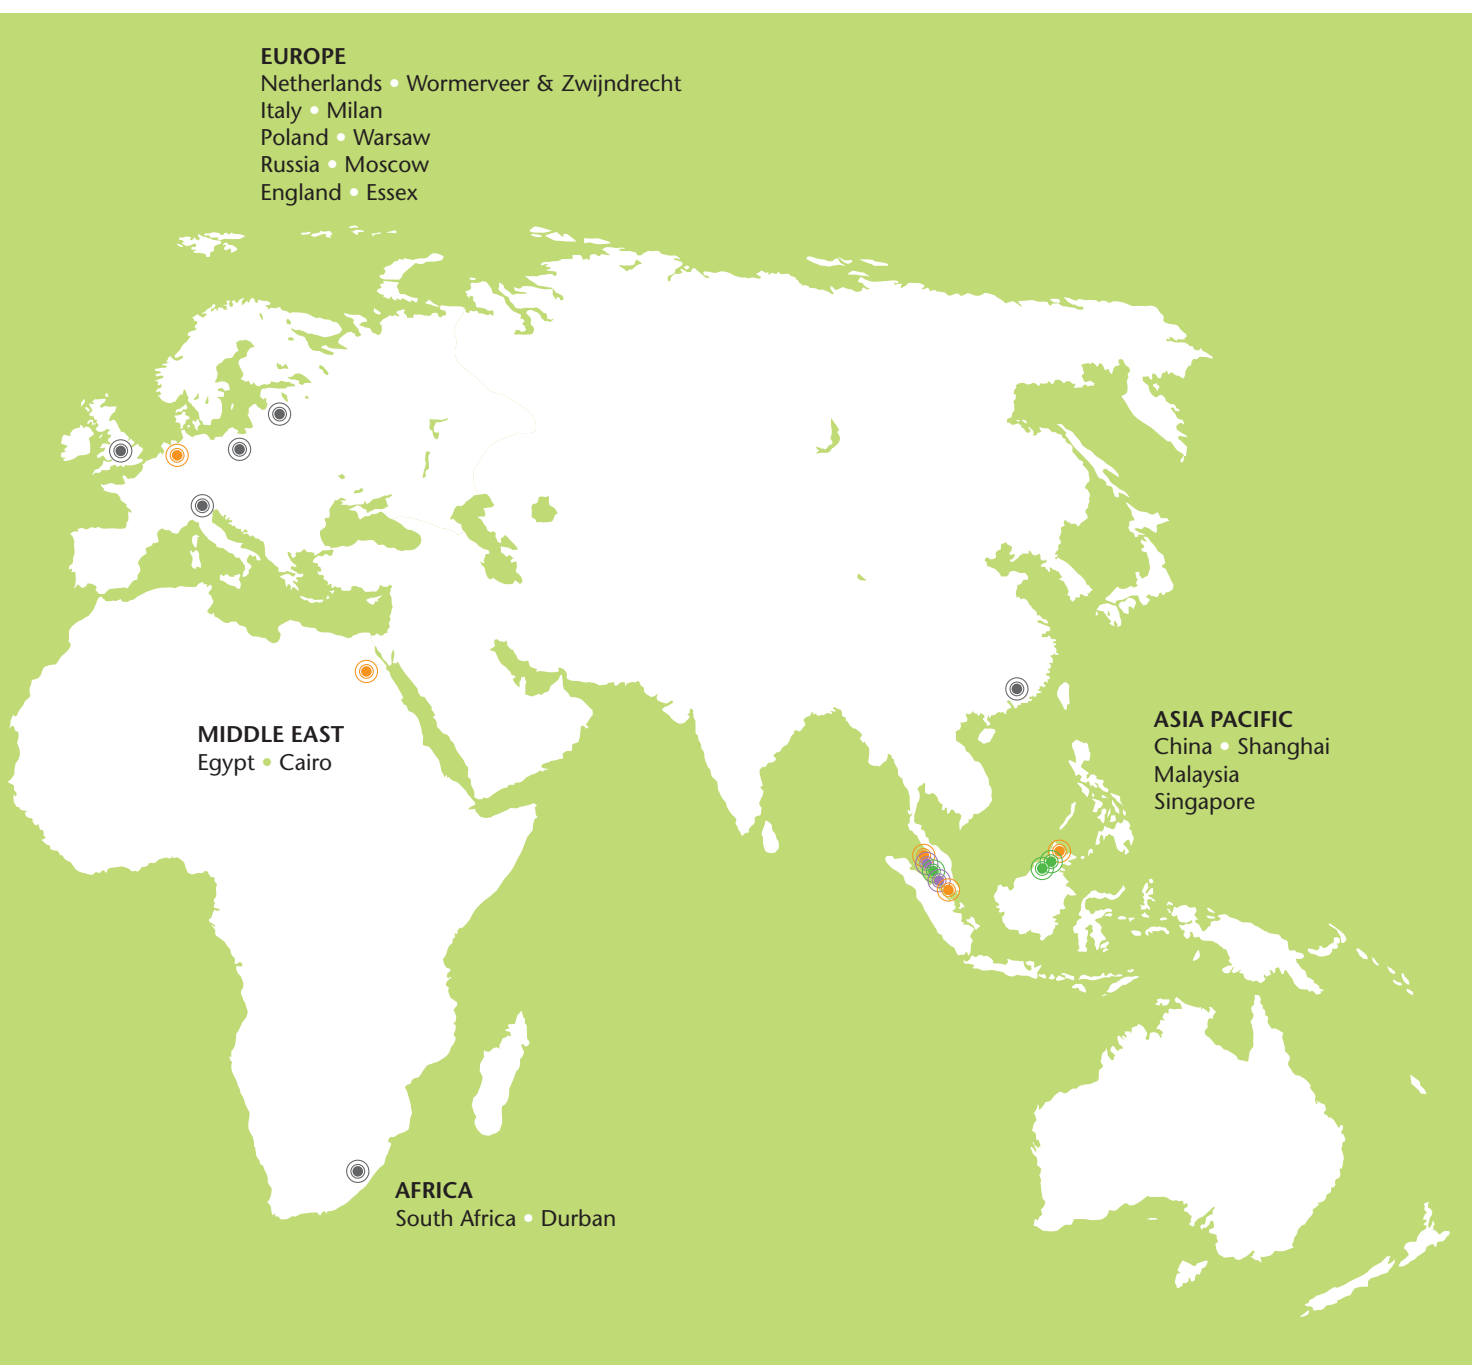 EUROPE
Netherlands • Wormerveer & Zwijndrecht
Italy • Milan
Poland • Warsaw
Russia • Moscow
England • Essex
MIDDLE EAST
Egypt • Cairo
ASIA PACIFIC
China • Shanghai
Malaysia
Singapore
AFRICA
South Africa • Durban